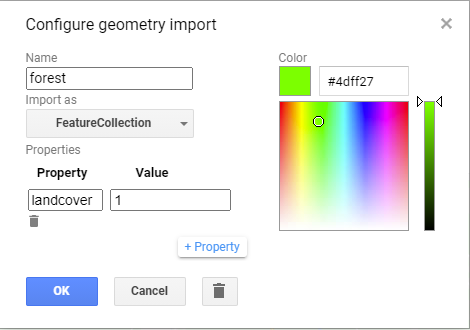 Configure geometry import
Name
forest
Import as
FeatureCollection
Properties
Property Value
landcover 1
+ Property
OK Cancel
Color
#4dff27